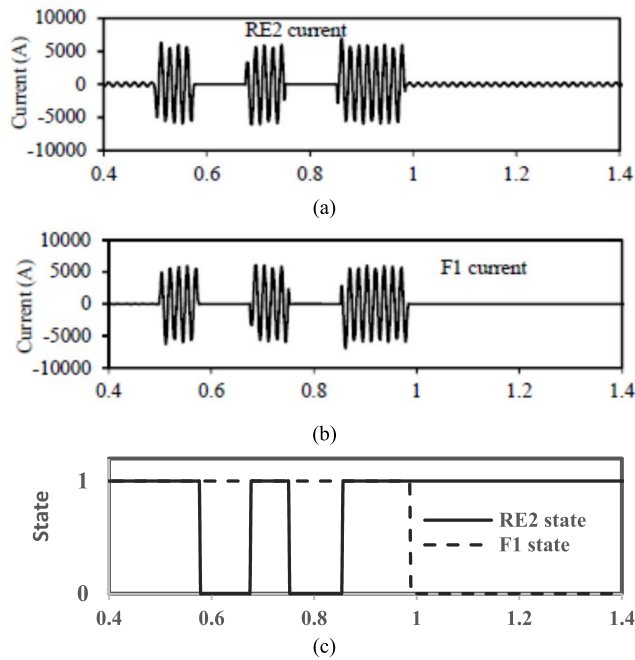 10000
RE2 current
5000
0
-5000
-10000
Current (A)
0.4 0.6 0.8 1 1.2 1.4
(a)
10000
5000
F1 current
0
-5000
-10000
Current (A)
0.4 0.6 0.8 1 1.2 1.4
(b)
1
State
RE2 state
F1 state
0
0.4 0.6 0.8 1 1.2 1.4
(c)